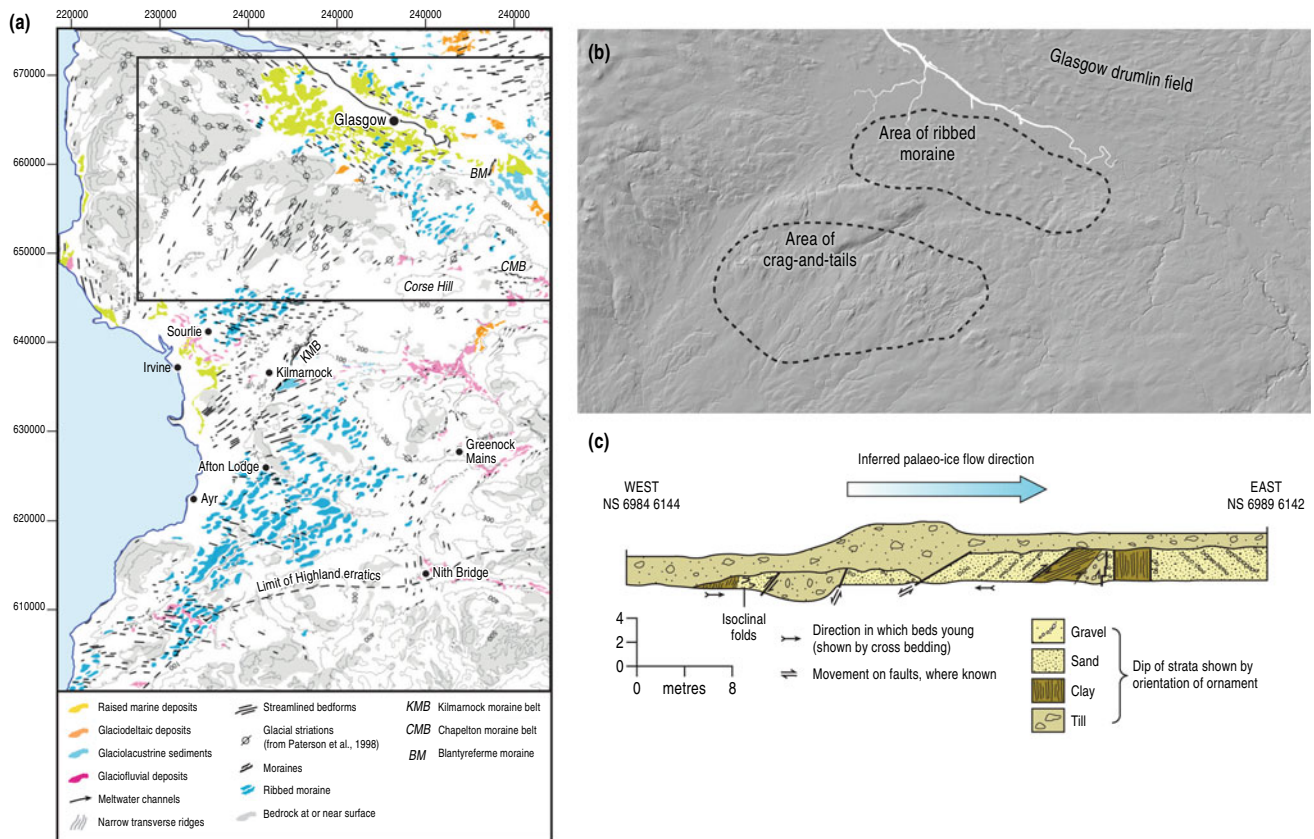 (a)
220000 230000 240000 240000 240000 240000
670000
660000
650000
640000
630000
620000
610000
Glasgow
BM
CMB
Corse Hill
Sourlie
Irvine
KMB
Kilmarnock
Greenock
Mains
Afton Lodge
Ayr
Limit of Highland erratics
Nith Bridge
Raised marine deposits
Glaciodeltaic deposits
Glaciolacustrine sediments
Glaciofluvial deposits
Meltwater channels
Narrow transverse ridges
Streamlined bedforms
Glacial striations
(from Paterson et al., 1998)
Moraines
Ribbed moraine
Bedrock at or near surface
KMB Kilmarnock moraine belt
CMB Chapelton moraine belt
BM Blantyreferme moraine
(b)
Glasgow drumlin field
Area of ribbed
moraine
Area of
crag-and-tails
(c)
Inferred palaeo-ice flow direction
WEST
NS 6984 6144
EAST
NS 6989 6142
Isoclinal
folds
4
2
0
0 metres 8
Direction in which beds young
(shown by cross bedding)
Movement on faults, where known
Gravel
Sand
Clay
Till
Dip of strata shown by
orientation of ornament